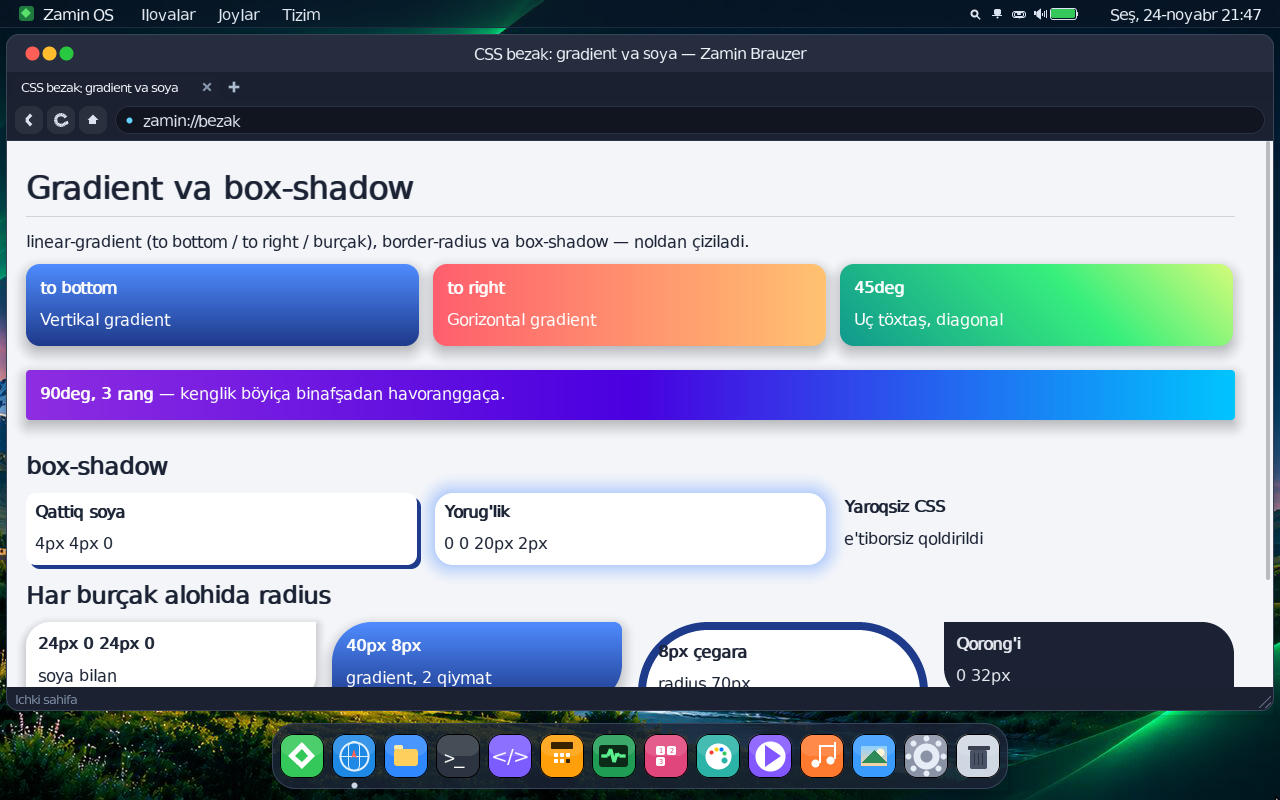 Zamin OS Ilovalar Joylar Tizim Seş, 24-noyabr 21:47
CSS bezak: gradient va soya — Zamin Brauzer
CSS bezak: gradient va soya
zamin://bezak
Gradient va box-shadow
linear-gradient (to bottom / to right / burçak), border-radius va box-shadow — noldan çiziladi.
to bottom
Vertikal gradient
to right
Gorizontal gradient
45deg
Uç töxtaş, diagonal
90deg, 3 rang — kenglik böyiça binafşadan havoranggaça.
box-shadow
Qattiq soya
4px 4px 0
Yorug'lik
0 0 20px 2px
Yaroqsiz CSS
e'tiborsiz qoldirildi
Har burçak alohida radius
24px 0 24px 0
soya bilan
40px 8px
gradient, 2 qiymat
8px çegara
radius 70px
Qorong'i
0 32px
Ichki sahifa
>_
</>
1 2
3